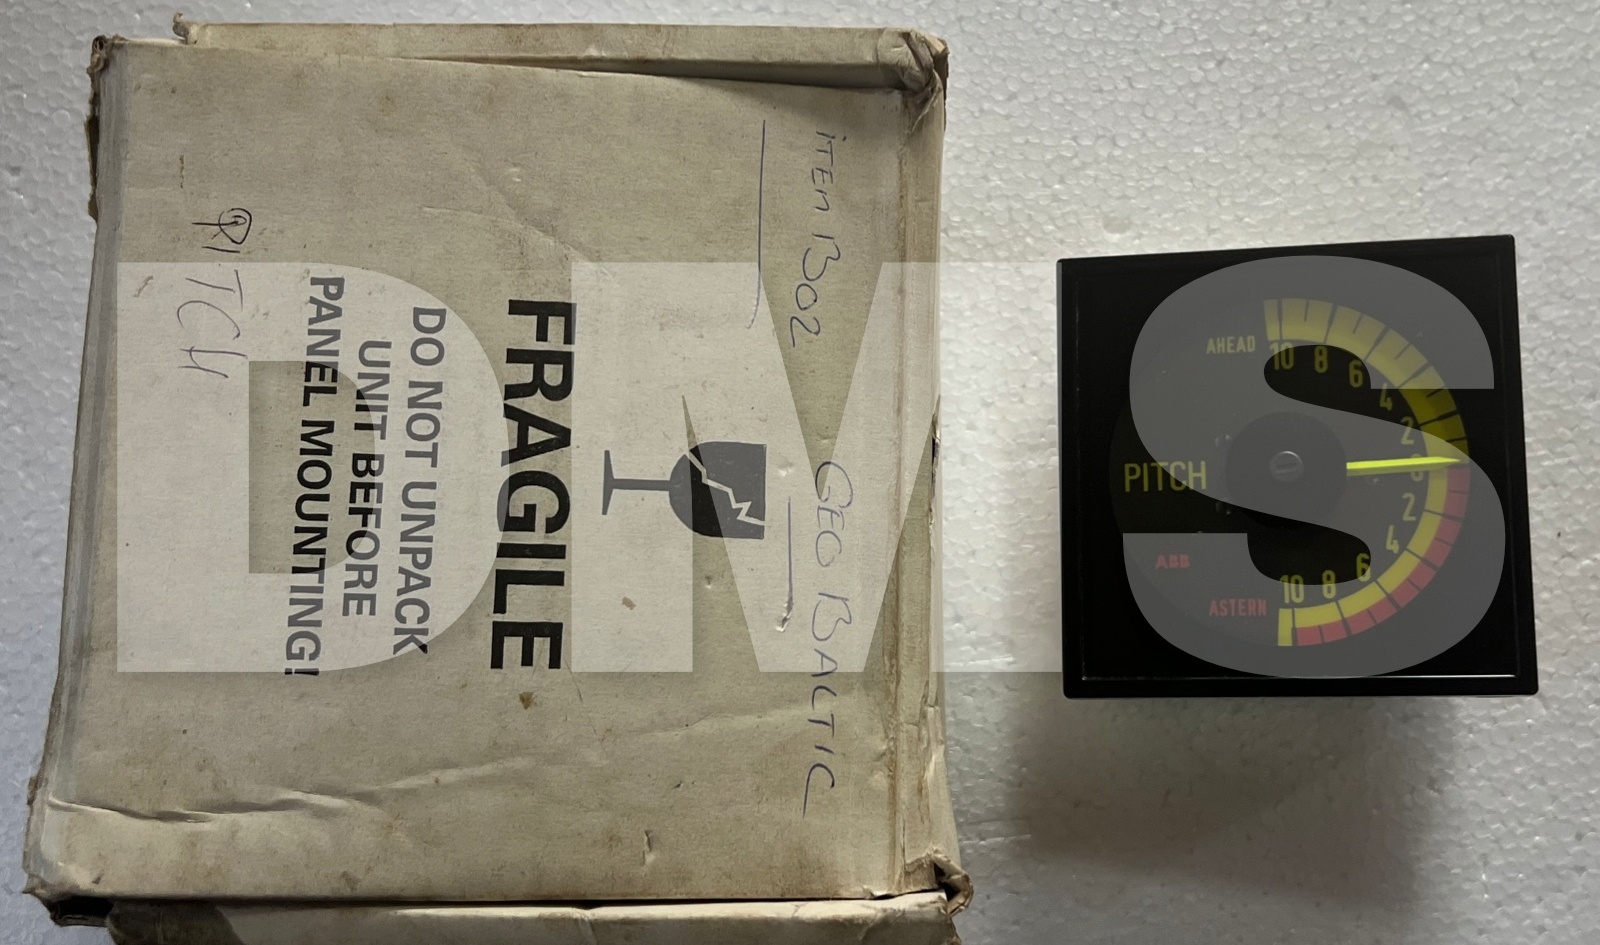 ITEM B02
GEO BALTIC
FRAGILE
DO NOT UNPACK
UNIT BEFORE
PANEL MOUNTING!
PITCH
DMS
AHEAD
10 8 6 4 2 0 2 4 6 8 10
PITCH
ABB
ASTERN